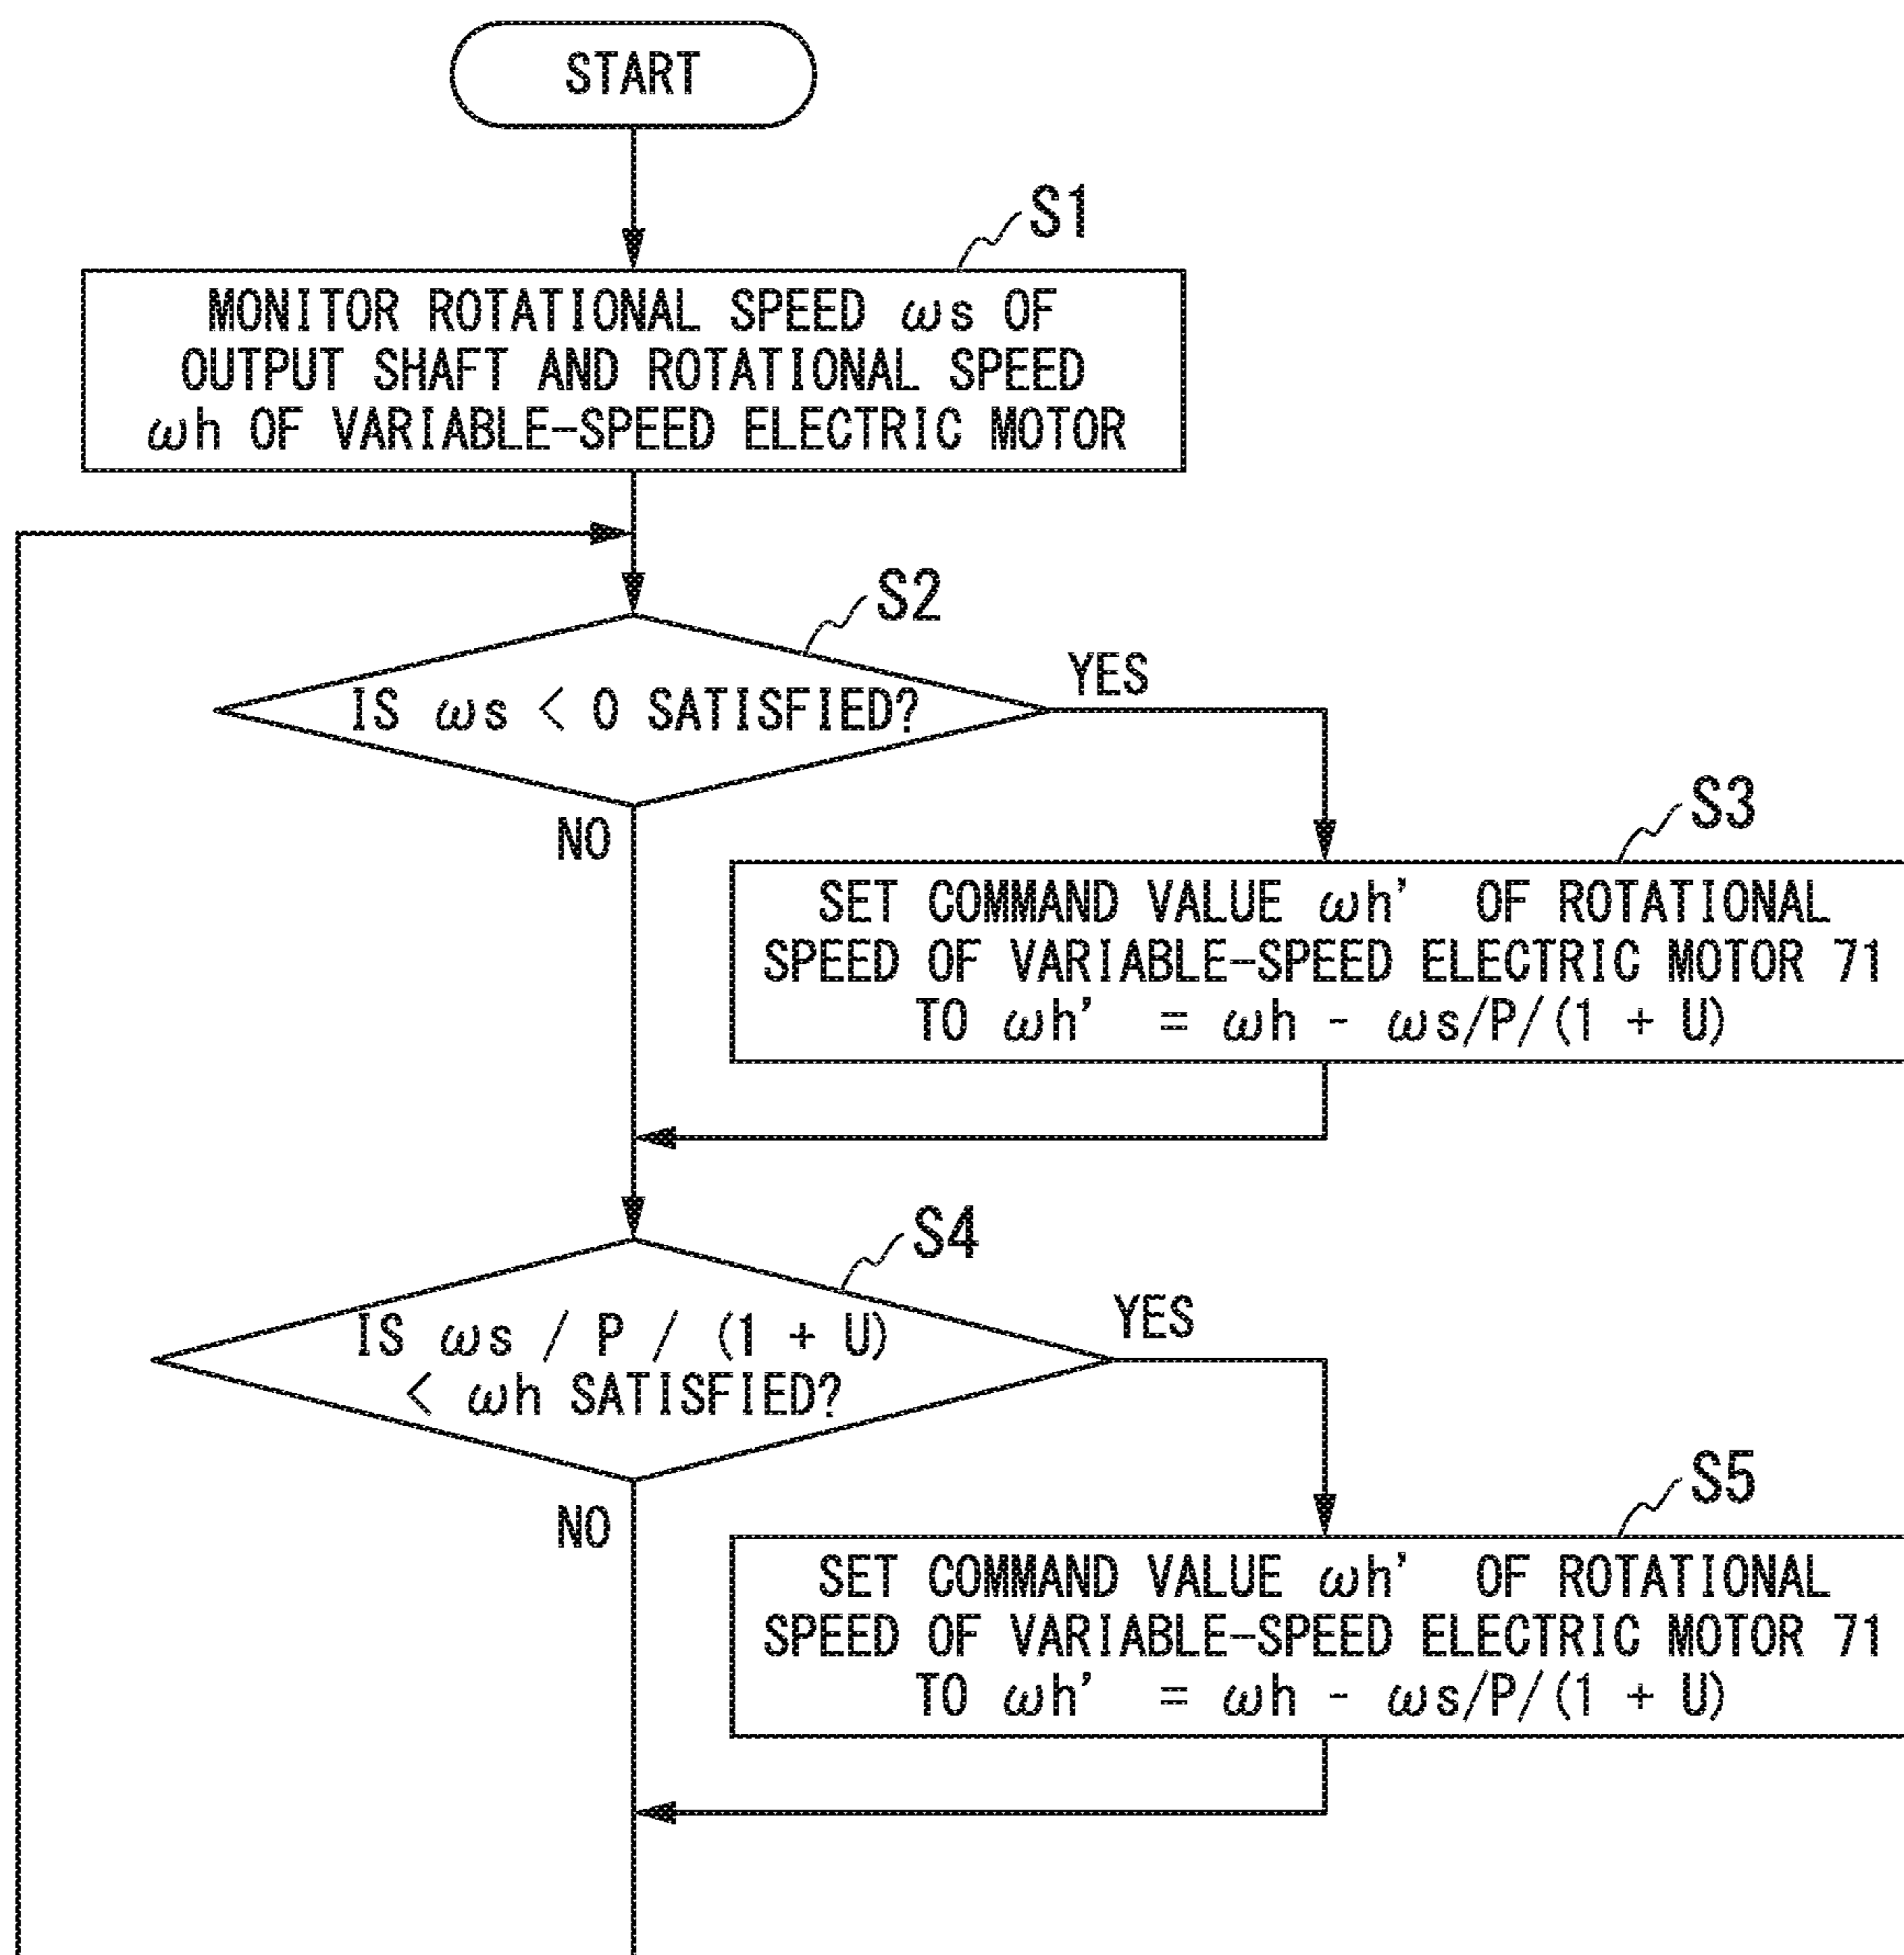 START
S1
MONITOR ROTATIONAL SPEED ωs OF
OUTPUT SHAFT AND ROTATIONAL SPEED
ωh OF VARIABLE-SPEED ELECTRIC MOTOR
S2
IS ωs < 0 SATISFIED?
YES
NO
S3
SET COMMAND VALUE ωh' OF ROTATIONAL
SPEED OF VARIABLE-SPEED ELECTRIC MOTOR 71
TO ωh' = ωh - ωs/P/(1 + U)
S4
IS ωs / P / (1 + U)
< ωh SATISFIED?
YES
NO
S5
SET COMMAND VALUE ωh' OF ROTATIONAL
SPEED OF VARIABLE-SPEED ELECTRIC MOTOR 71
TO ωh' = ωh - ωs/P/(1 + U)